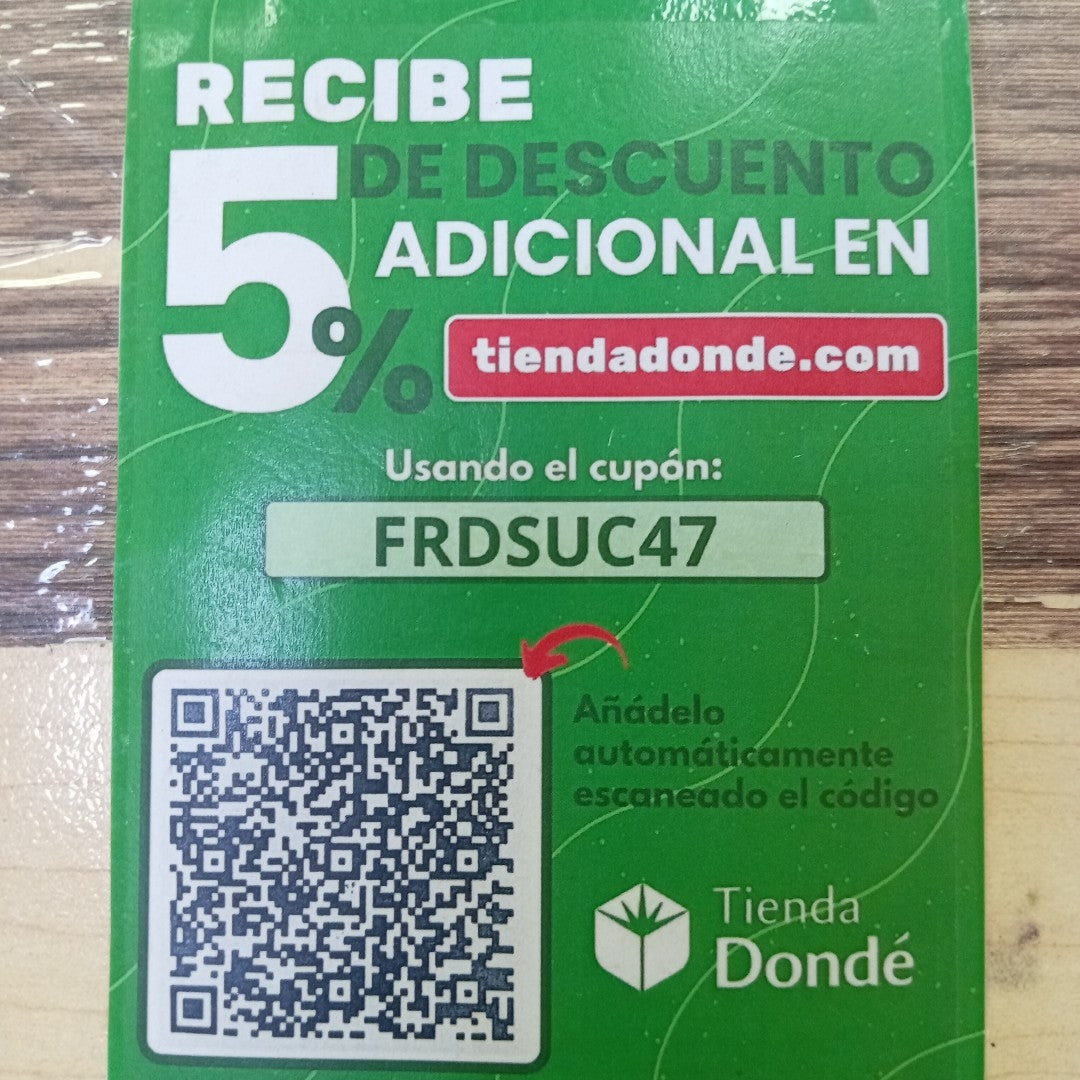 RECIBE
5% DE DESCUENTO
ADICIONAL EN
tiendadonde.com
Usando el cupón:
FRDSUC47
Añádelo
automáticamente
escaneado el código
Tienda
Dondé